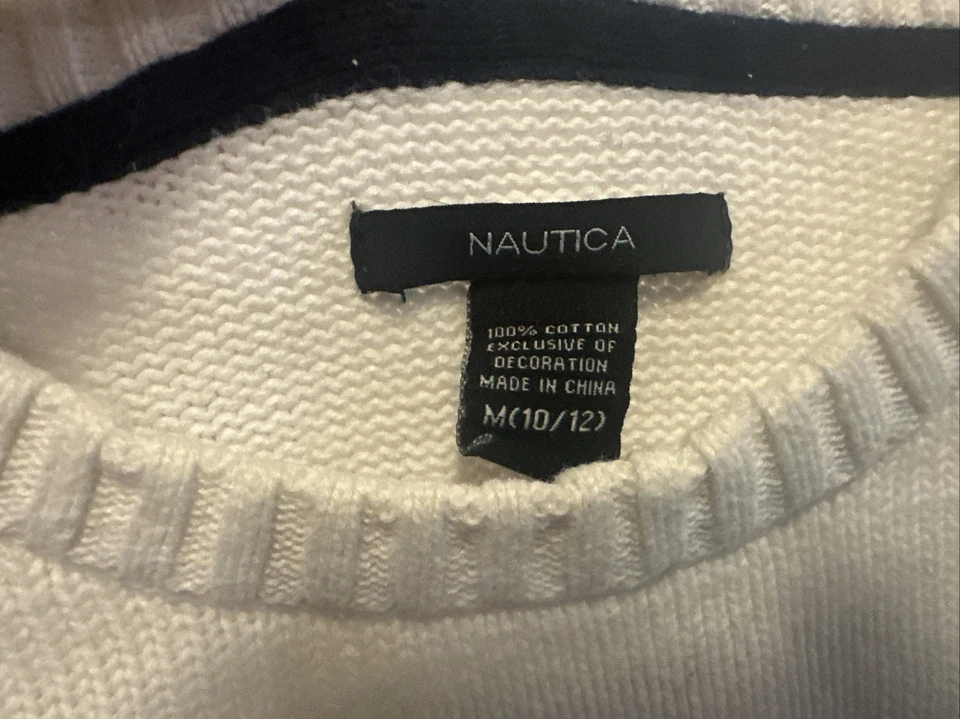 NAUTICA
100% COTTON
EXCLUSIVE OF
DECORATION
MADE IN CHINA
M(10/12)